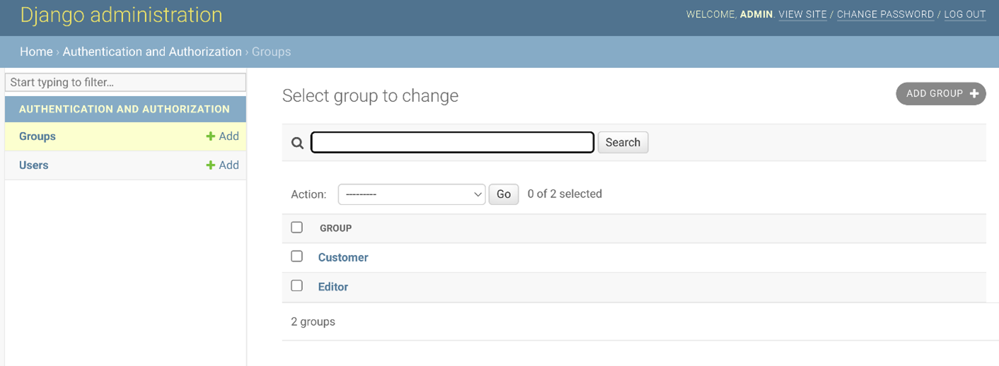 Django administration
WELCOME, ADMIN. VIEW SITE / CHANGE PASSWORD / LOG OUT
Home › Authentication and Authorization › Groups
Start typing to filter...
AUTHENTICATION AND AUTHORIZATION
Groups + Add
Users + Add
Select group to change
ADD GROUP +
Search
Action: --------- Go 0 of 2 selected
GROUP
Customer
Editor
2 groups